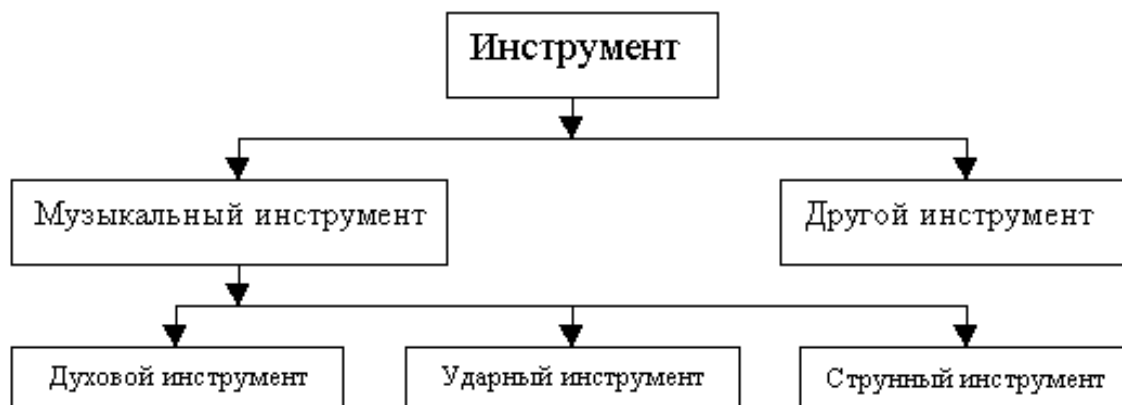 Инструмент
Музыкальный инструмент
Другой инструмент
Духовой инструмент
Ударный инструмент
Струнный инструмент